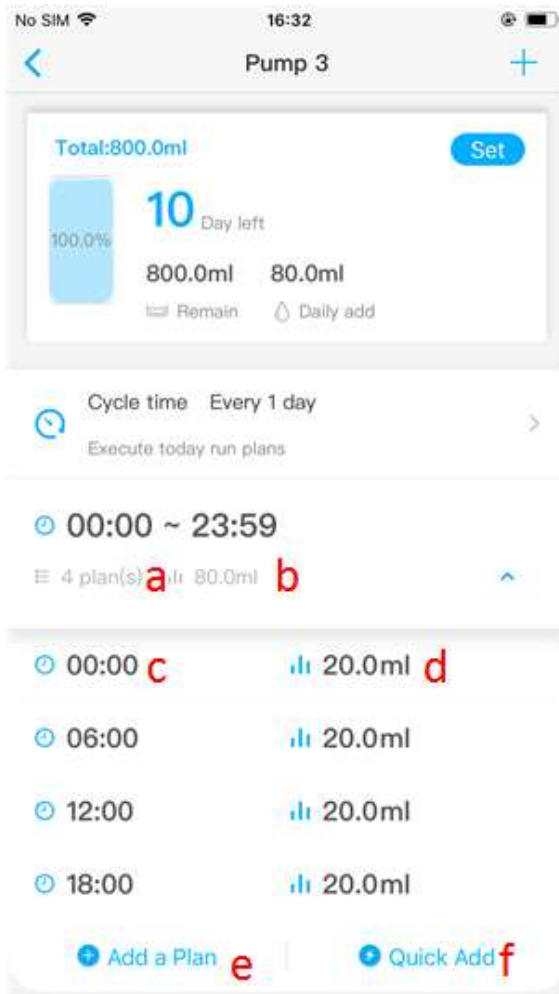 No SIM 16:32
Pump 3
Total:800.0ml Set
100.0% 10 Day left
800.0ml 80.0ml
Remain Daily add
Cycle time Every 1 day
Execute today run plans
00:00 ~ 23:59
4 plan(s) a 80.0ml b
00:00 c 20.0ml d
06:00 20.0ml
12:00 20.0ml
18:00 20.0ml
Add a Plan e Quick Add f